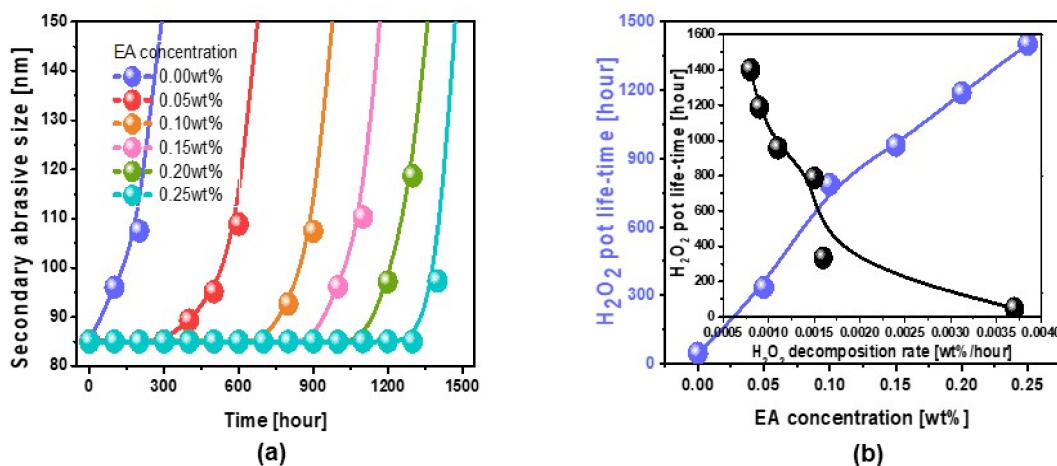 150
140
130
120
110
100
90
80
Secondary abrasive size [nm]
EA concentration
0.00wt%
0.05wt%
0.10wt%
0.15wt%
0.20wt%
0.25wt%
0 300 600 900 1200 1500
Time [hour]
(a)
1500
1200
900
600
300
0
H₂O₂ pot life-time [hour]
1600
1400
1200
1000
800
600
400
200
0
H₂O₂ pot life-time [hour]
0.0005 0.0010 0.0015 0.0020 0.0025 0.0030 0.0035 0.0040
H₂O₂ decomposition rate [wt%/hour]
0.00 0.05 0.10 0.15 0.20 0.25
EA concentration [wt%]
(b)